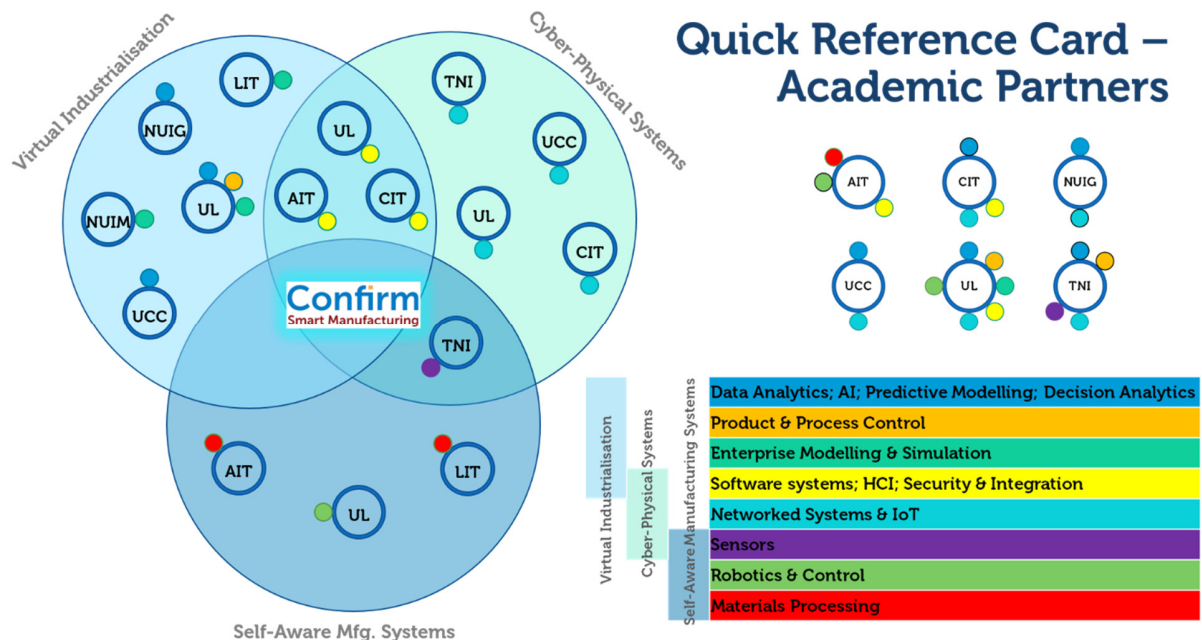 Quick Reference Card –
Academic Partners
Virtual Industrialisation
Cyber-Physical Systems
LIT
TNI
NUIG
UL
UCC
UL
AIT
CIT
NUIM
UL
CIT
UCC
Confirm
Smart Manufacturing
TNI
AIT
LIT
UL
Self-Aware Mfg. Systems
AIT
CIT
NUIG
UCC
UL
TNI
Virtual Industrialisation
Cyber-Physical Systems
Self-Aware Manufacturing Systems
Data Analytics; AI; Predictive Modelling; Decision Analytics
Product & Process Control
Enterprise Modelling & Simulation
Software systems; HCI; Security & Integration
Networked Systems & IoT
Sensors
Robotics & Control
Materials Processing